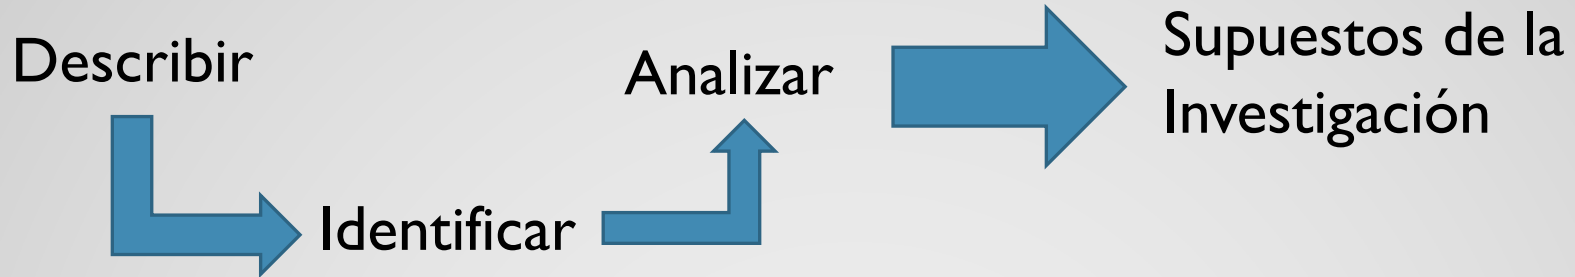 Describir
Identificar
Analizar
Supuestos de la
Investigación